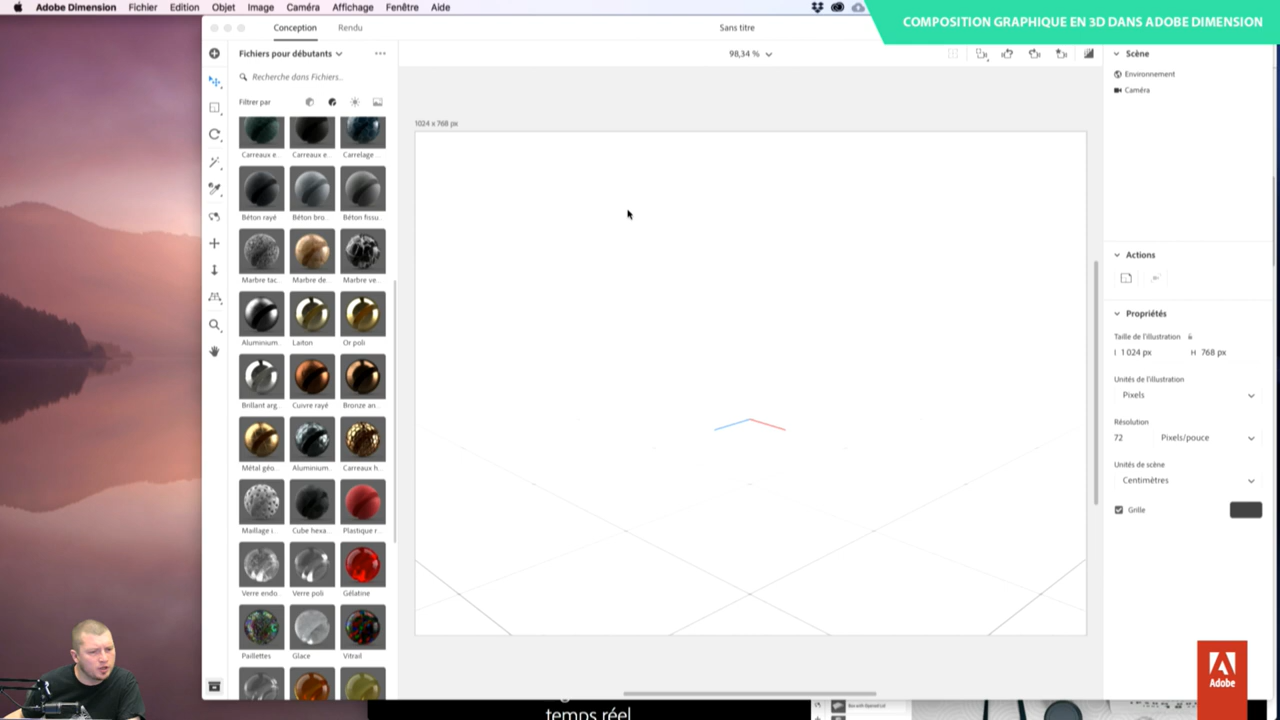 Adobe Dimension Fichier Edition Objet Image Caméra Affichage Fenêtre Aide
COMPOSITION GRAPHIQUE EN 3D DANS ADOBE DIMENSION
Conception Rendu
Sans titre
Fichiers pour débutants
98,34 %
Scène
Recherche dans Fichiers...
Environnement
Caméra
Filtrer par
1024 x 768 px
Carreaux e... Carreaux e... Carrelage ...
Béton rayé Béton bro... Béton fissu...
Marbre tac... Marbre de... Marbre ve...
Actions
Propriétés
Taille de l'illustration
I 1 024 px H 768 px
Aluminium... Laiton Or poli
Unités de l'illustration
Pixels
Brillant arg... Cuivre rayé Bronze an...
Résolution
72 Pixels/pouce
Métal géo... Aluminium... Carreaux h...
Unités de scène
Centimètres
Grille
Maillage i... Cube hexa... Plastique r...
Verre endo... Verre poli Gélatine
Paillettes Glace Vitrail
Adobe
temps réel